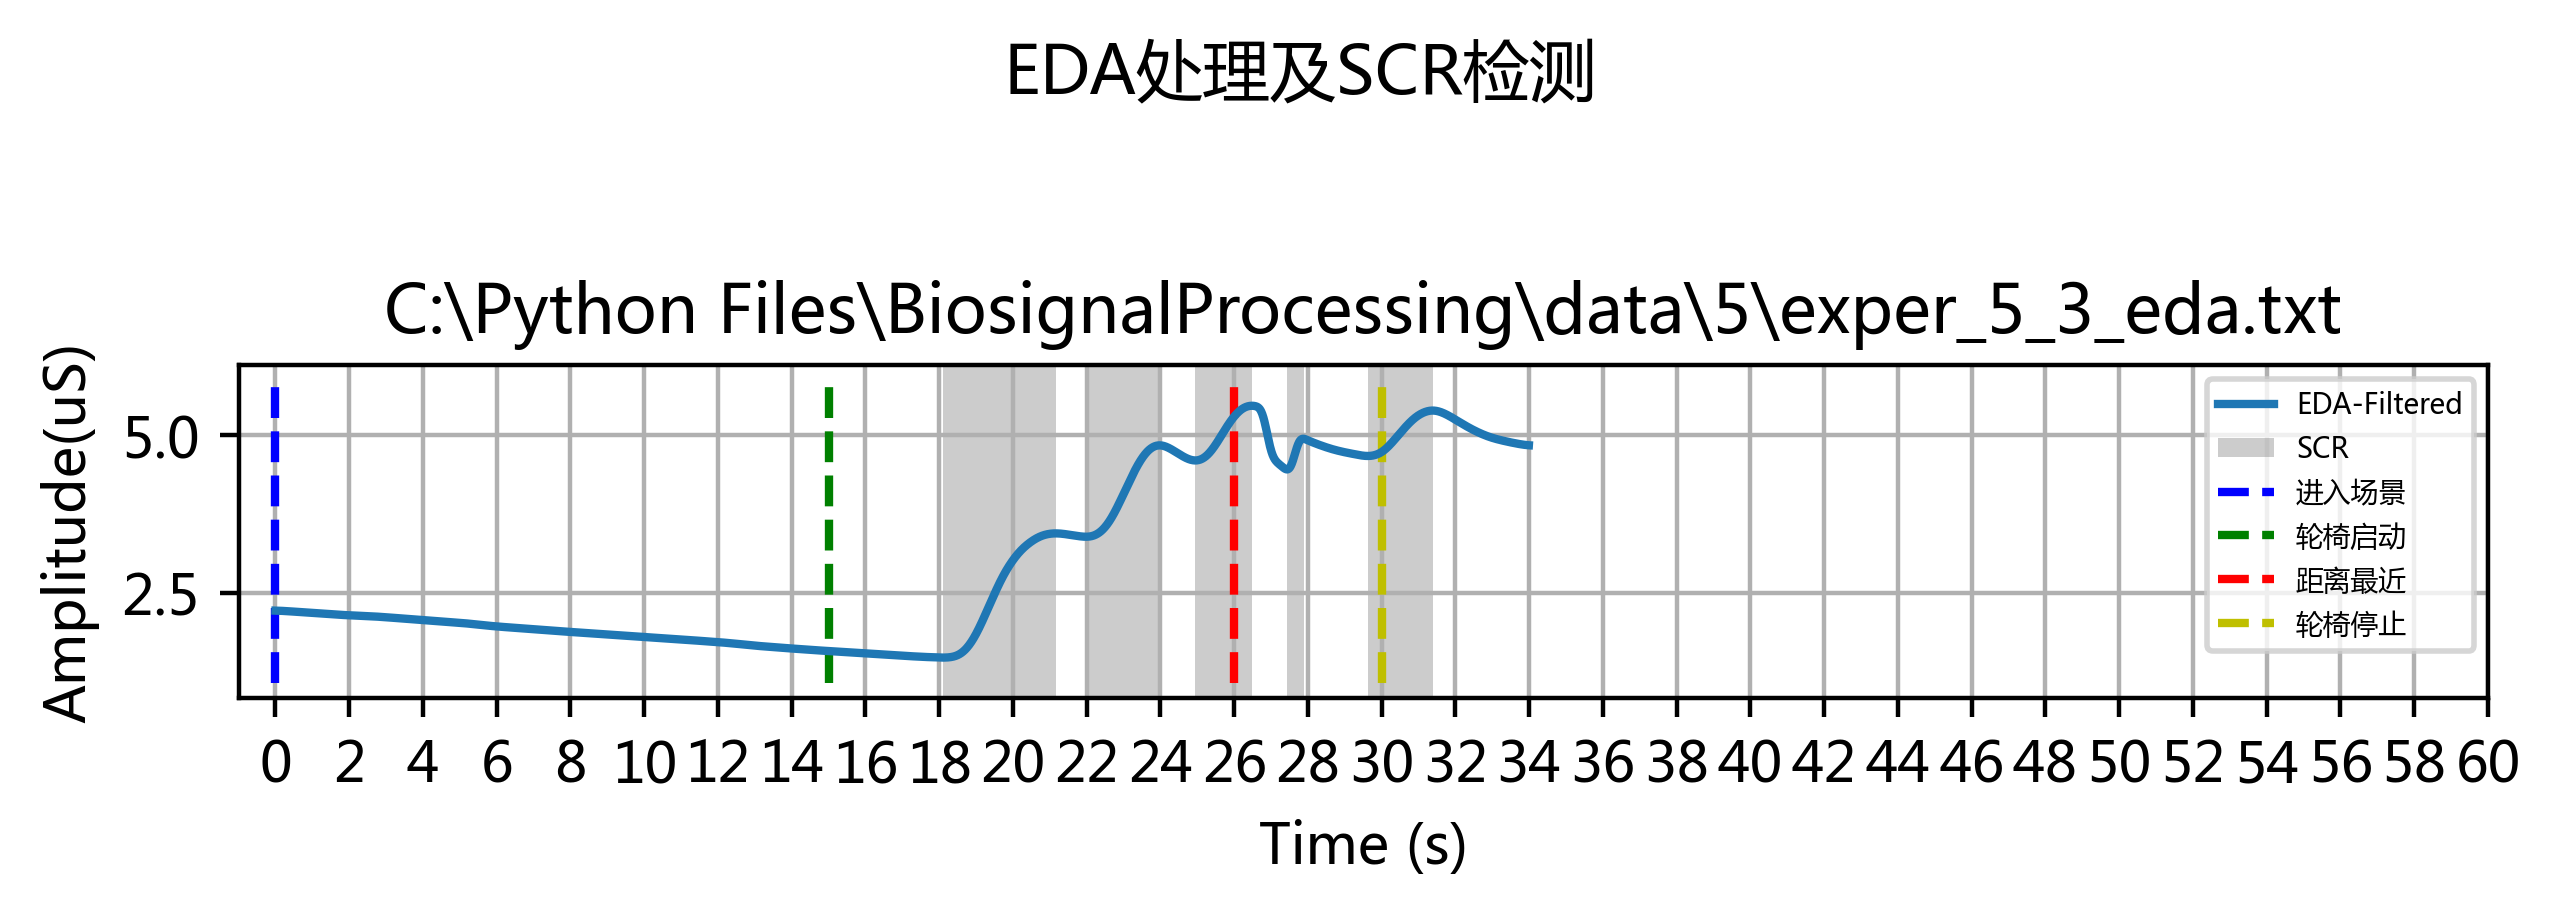 EDA处理及SCR检测
C:\Python Files\BiosignalProcessing\data\5\exper_5_3_eda.txt
Amplitude(uS)
5.0
2.5
EDA-Filtered
SCR
进入场景
轮椅启动
距离最近
轮椅停止
0 2 4 6 8 10 12 14 16 18 20 22 24 26 28 30 32 34 36 38 40 42 44 46 48 50 52 54 56 58 60
Time (s)